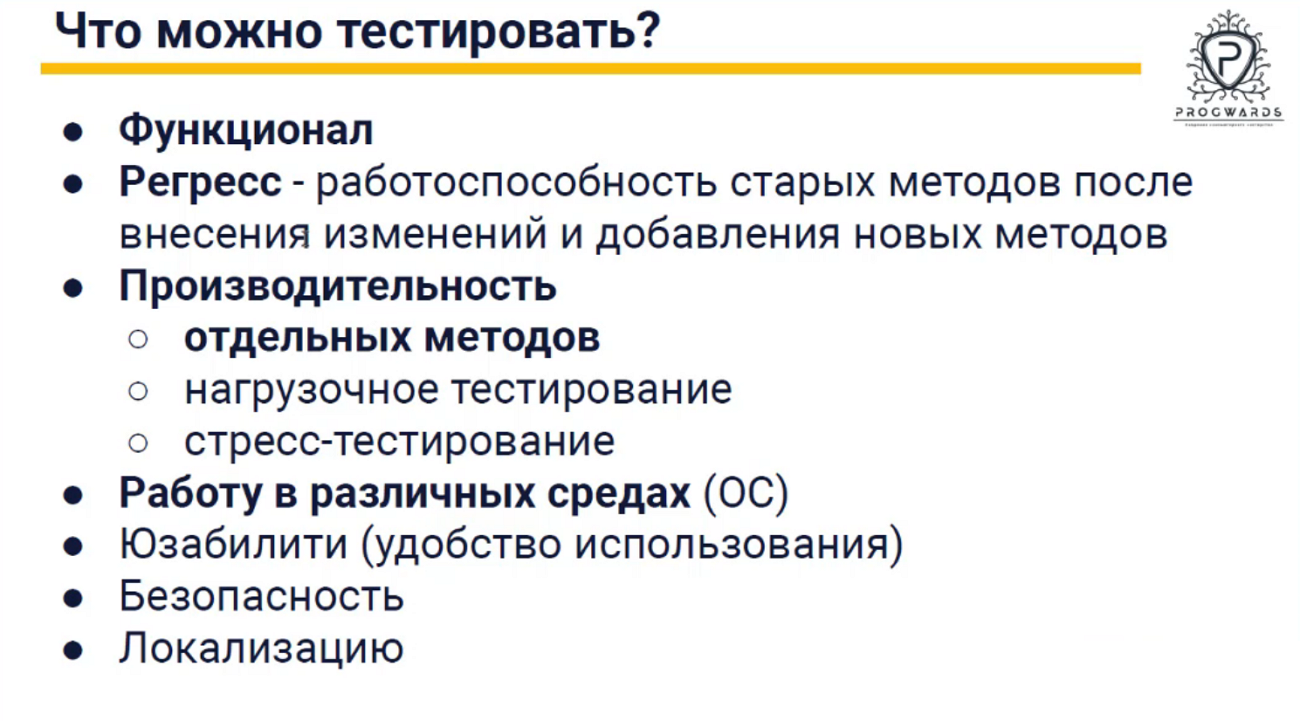 Что можно тестировать?
PROGWARDS
● Функционал
● Регресс - работоспособность старых методов после
внесения изменений и добавления новых методов
● Производительность
○ отдельных методов
○ нагрузочное тестирование
○ стресс-тестирование
● Работу в различных средах (ОС)
● Юзабилити (удобство использования)
● Безопасность
● Локализацию